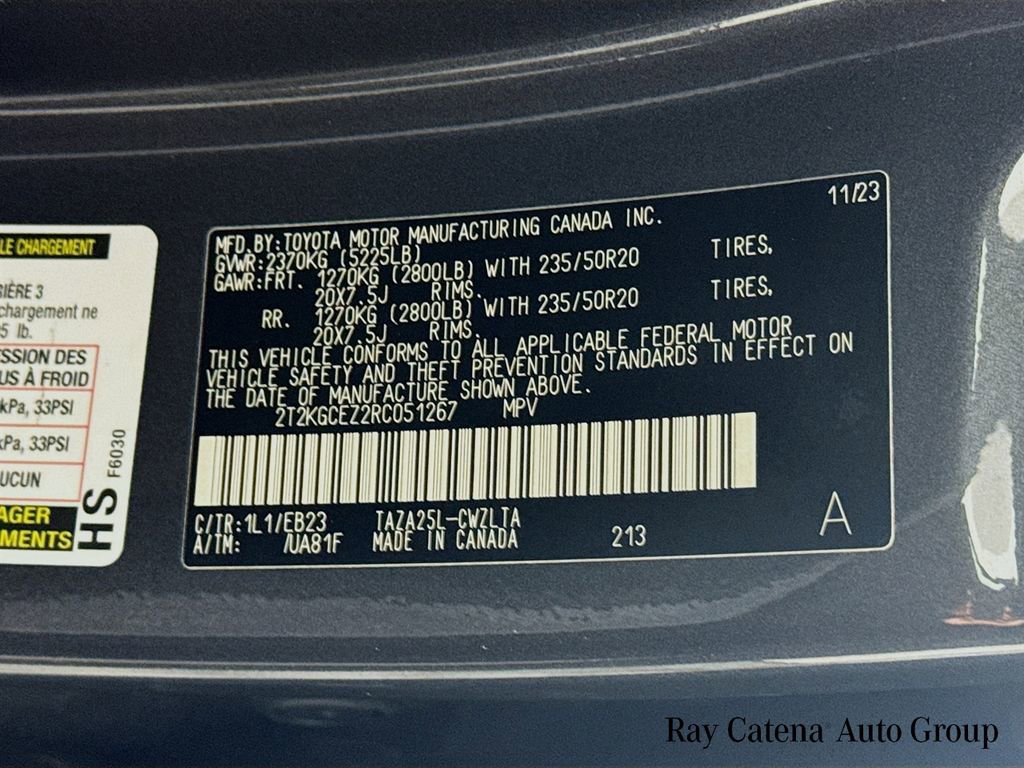 LE CHARGEMENT
RIÈRE 3
chargement ne
5 lb.
ESSION DES
US À FROID
kPa, 33PSI
kPa, 33PSI
UCUN
AGER
MENTS
HS
F6030
11/23
MFD. BY: TOYOTA MOTOR MANUFACTURING CANADA INC.
GVWR: 2370KG (5225LB)
GAWR: FRT. 1270KG (2800LB) WITH 235/50R20 TIRES,
20X7.5J RIMS.
RR. 1270KG (2800LB) WITH 235/50R20 TIRES,
20X7.5J RIMS.
THIS VEHICLE CONFORMS TO ALL APPLICABLE FEDERAL MOTOR
VEHICLE SAFETY AND THEFT PREVENTION STANDARDS IN EFFECT ON
THE DATE OF MANUFACTURE SHOWN ABOVE.
2T2KGCEZ2RC051267 MPV
C/TR: 1L1/EB23 TAZA25L-CWZLTA
A/TM: /UA81F MADE IN CANADA 213
A
Ray Catena Auto Group